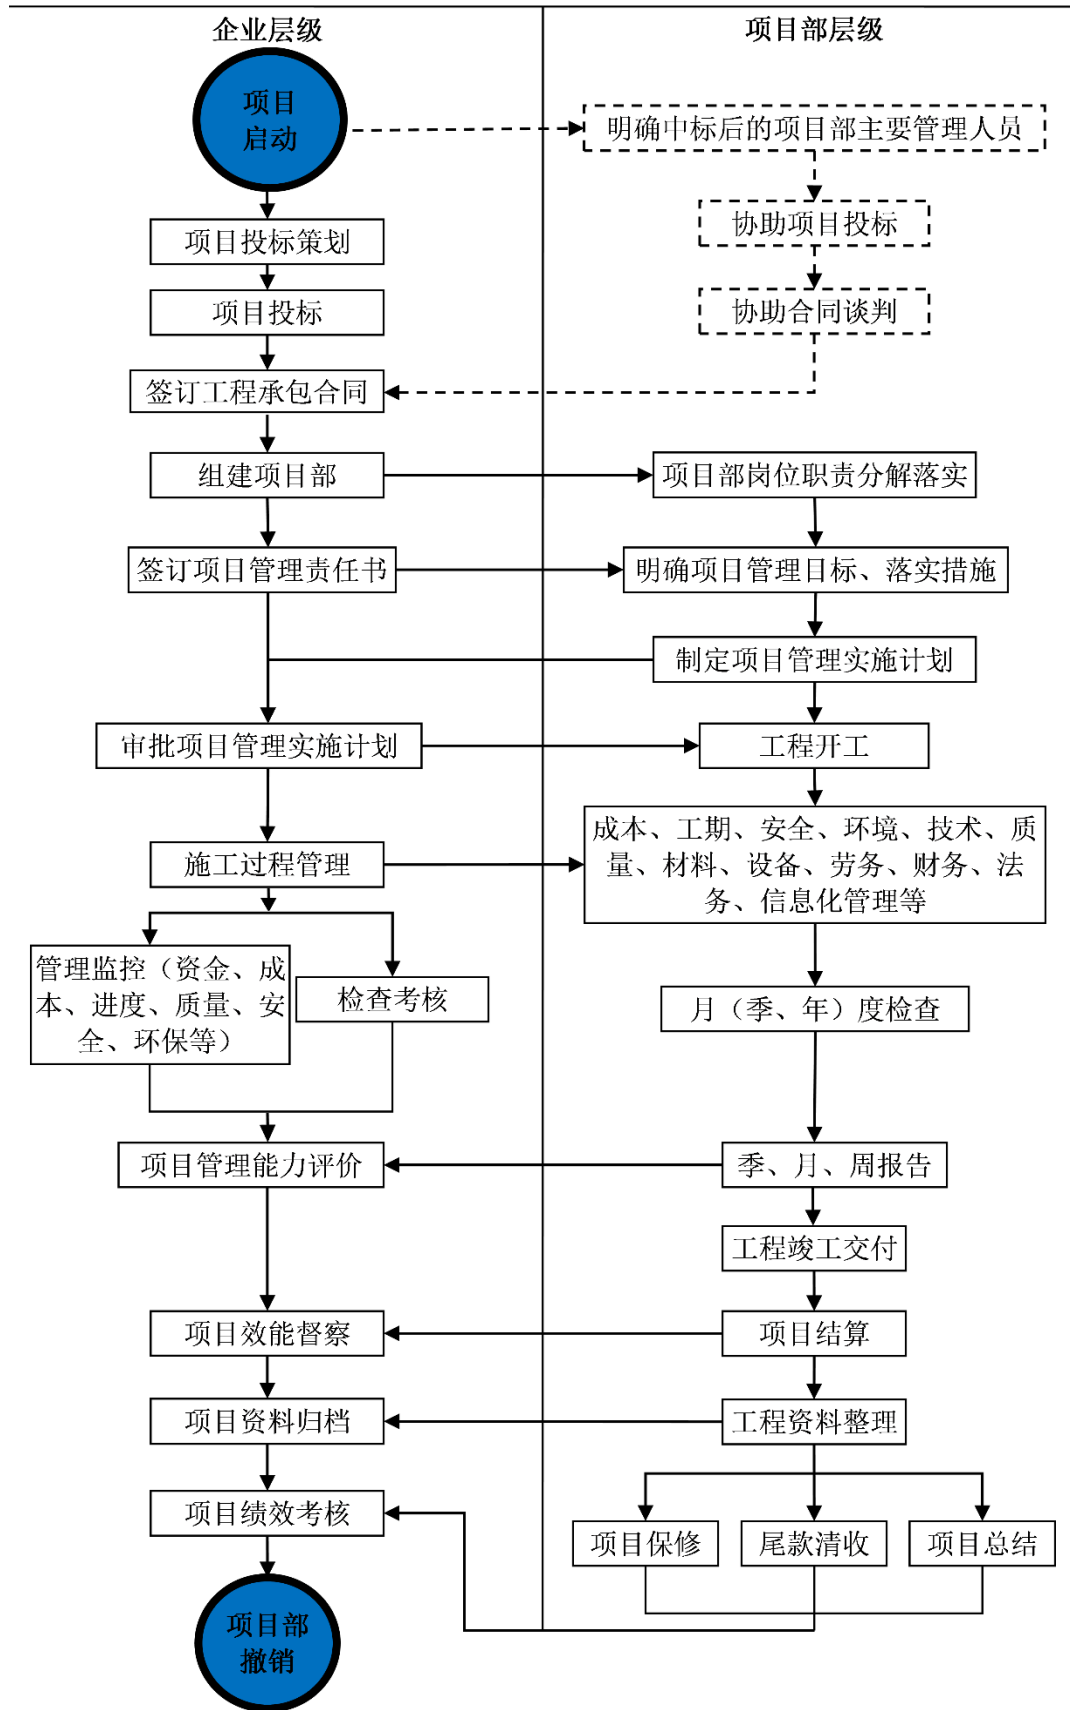 企业层级
项目部层级
项目
启动
明确中标后的项目部主要管理人员
协助项目投标
项目投标策划
项目投标
协助合同谈判
签订工程承包合同
组建项目部
项目部岗位职责分解落实
签订项目管理责任书
明确项目管理目标、落实措施
制定项目管理实施计划
审批项目管理实施计划
工程开工
成本、工期、安全、环境、技术、质
量、材料、设备、劳务、财务、法
务、信息化管理等
施工过程管理
管理监控（资金、成
本、进度、质量、安
全、环保等）
检查考核
月（季、年）度检查
项目管理能力评价
季、月、周报告
工程竣工交付
项目效能督察
项目结算
项目资料归档
工程资料整理
项目绩效考核
项目保修
尾款清收
项目总结
项目部
撤销